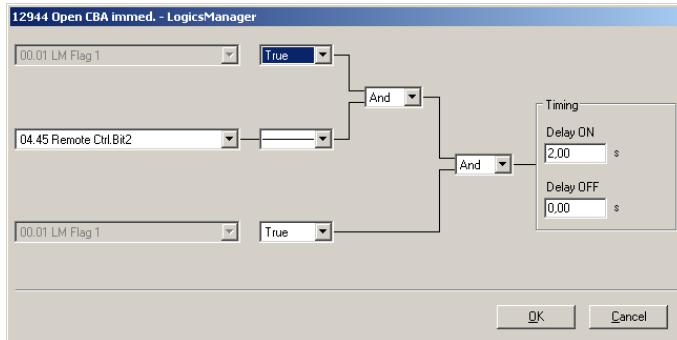 12944 Open CBA immed. - LogicsManager
00.01 LM Flag 1
True
And
Timing
04.45 Remote Ctrl.Bit2
Delay ON
And
2,00 s
Delay OFF
0,00 s
00.01 LM Flag 1
True
OK
Cancel